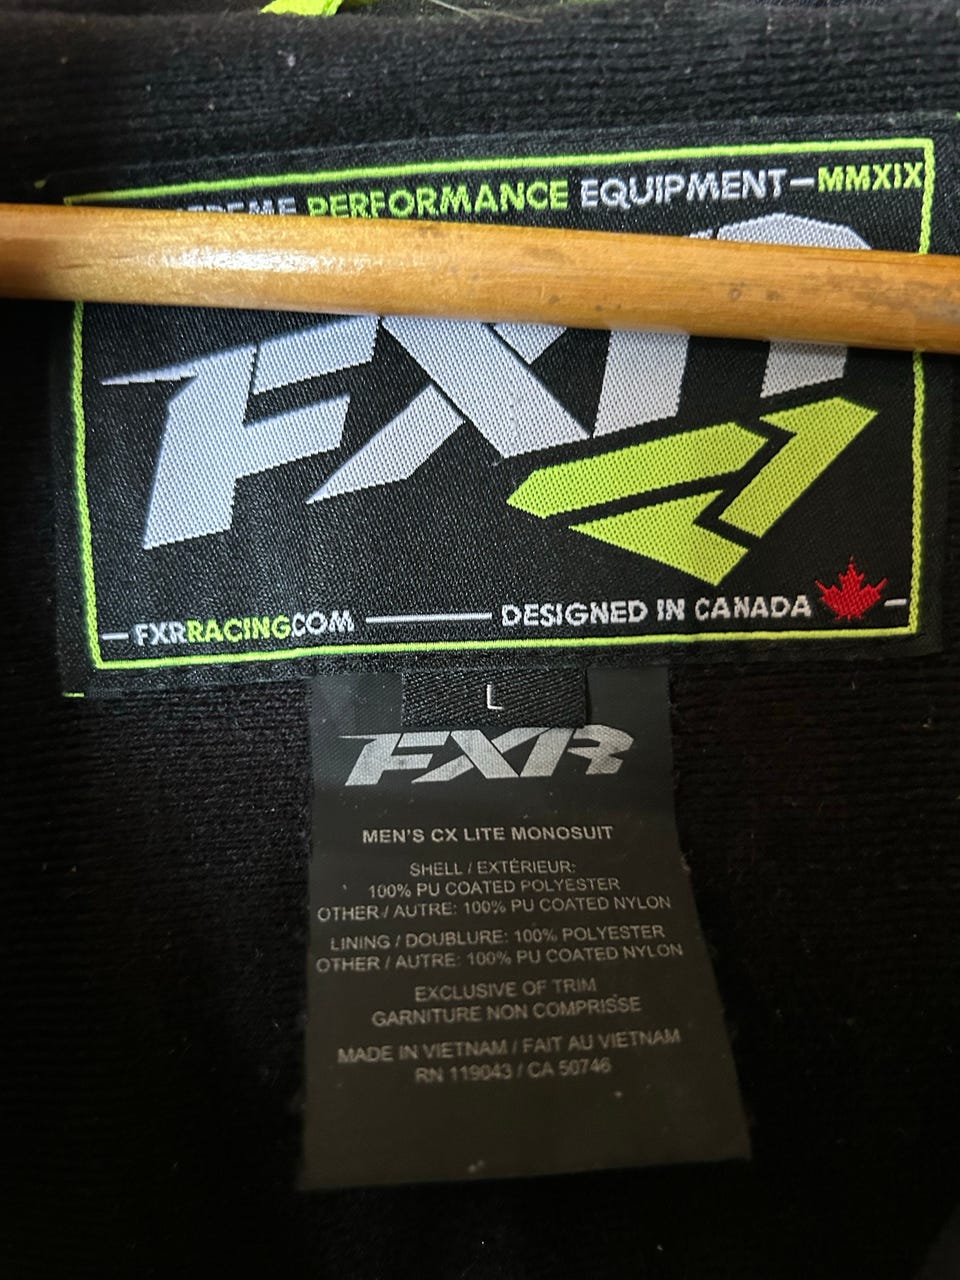 PERFORMANCE EQUIPMENT—MMXIX
FXR
— FXRRACING.COM —— DESIGNED IN CANADA —
L
FXR
MEN'S CX LITE MONOSUIT
SHELL / EXTÉRIEUR:
100% PU COATED POLYESTER
OTHER / AUTRE: 100% PU COATED NYLON
LINING / DOUBLURE: 100% POLYESTER
OTHER / AUTRE: 100% PU COATED NYLON
EXCLUSIVE OF TRIM
GARNITURE NON COMPRISSE
MADE IN VIETNAM / FAIT AU VIETNAM
RN 119043 / CA 50746